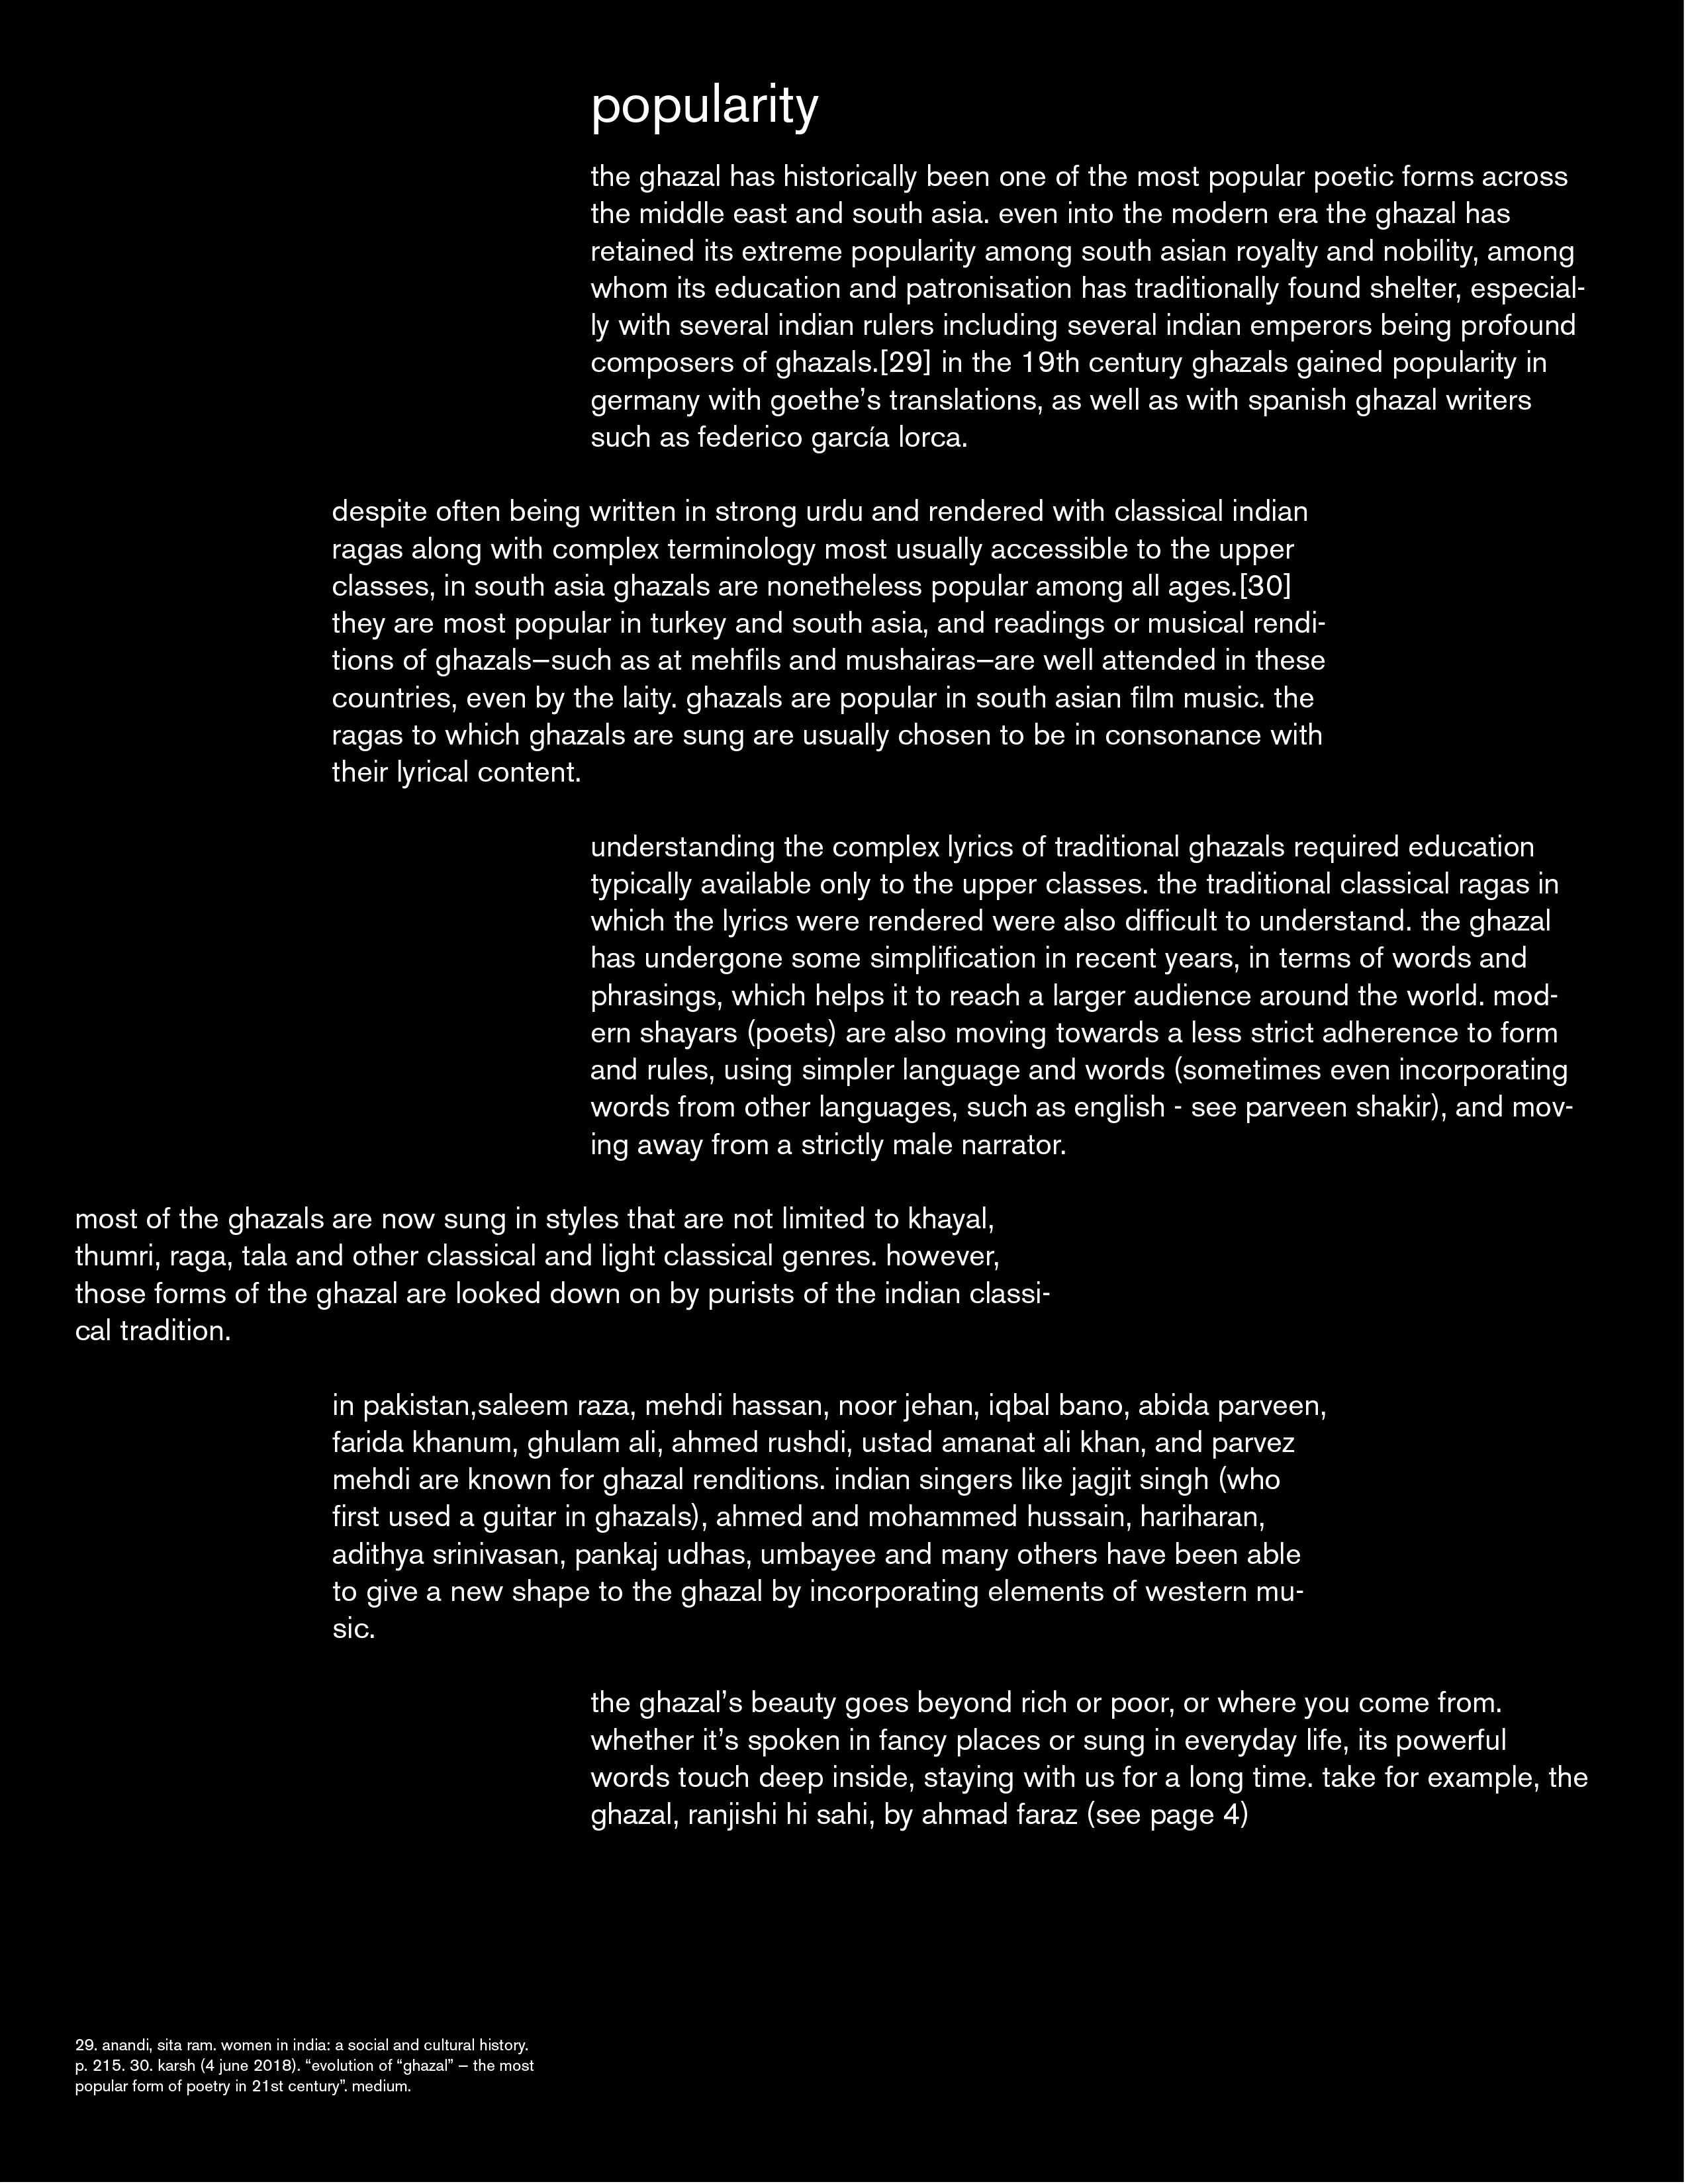 popularity
the ghazal has historically been one of the most popular poetic forms across
the middle east and south asia. even into the modern era the ghazal has
retained its extreme popularity among south asian royalty and nobility, among
whom its education and patronisation has traditionally found shelter, especial-
ly with several indian rulers including several indian emperors being profound
composers of ghazals.[29] in the 19th century ghazals gained popularity in
germany with goethe’s translations, as well as with spanish ghazal writers
such as federico garcía lorca.
despite often being written in strong urdu and rendered with classical indian
ragas along with complex terminology most usually accessible to the upper
classes, in south asia ghazals are nonetheless popular among all ages.[30]
they are most popular in turkey and south asia, and readings or musical rendi-
tions of ghazals—such as at mehfils and mushairas—are well attended in these
countries, even by the laity. ghazals are popular in south asian film music. the
ragas to which ghazals are sung are usually chosen to be in consonance with
their lyrical content.
understanding the complex lyrics of traditional ghazals required education
typically available only to the upper classes. the traditional classical ragas in
which the lyrics were rendered were also difficult to understand. the ghazal
has undergone some simplification in recent years, in terms of words and
phrasings, which helps it to reach a larger audience around the world. mod-
ern shayars (poets) are also moving towards a less strict adherence to form
and rules, using simpler language and words (sometimes even incorporating
words from other languages, such as english - see parveen shakir), and mov-
ing away from a strictly male narrator.
most of the ghazals are now sung in styles that are not limited to khayal,
thumri, raga, tala and other classical and light classical genres. however,
those forms of the ghazal are looked down on by purists of the indian classi-
cal tradition.
in pakistan,saleem raza, mehdi hassan, noor jehan, iqbal bano, abida parveen,
farida khanum, ghulam ali, ahmed rushdi, ustad amanat ali khan, and parvez
mehdi are known for ghazal renditions. indian singers like jagjit singh (who
first used a guitar in ghazals), ahmed and mohammed hussain, hariharan,
adithya srinivasan, pankaj udhas, umbayee and many others have been able
to give a new shape to the ghazal by incorporating elements of western mu-
sic.
the ghazal’s beauty goes beyond rich or poor, or where you come from.
whether it’s spoken in fancy places or sung in everyday life, its powerful
words touch deep inside, staying with us for a long time. take for example, the
ghazal, ranjishi hi sahi, by ahmad faraz (see page 4)
29. anandi, sita ram. women in india: a social and cultural history.
p. 215. 30. karsh (4 june 2018). “evolution of “ghazal” — the most
popular form of poetry in 21st century”. medium.